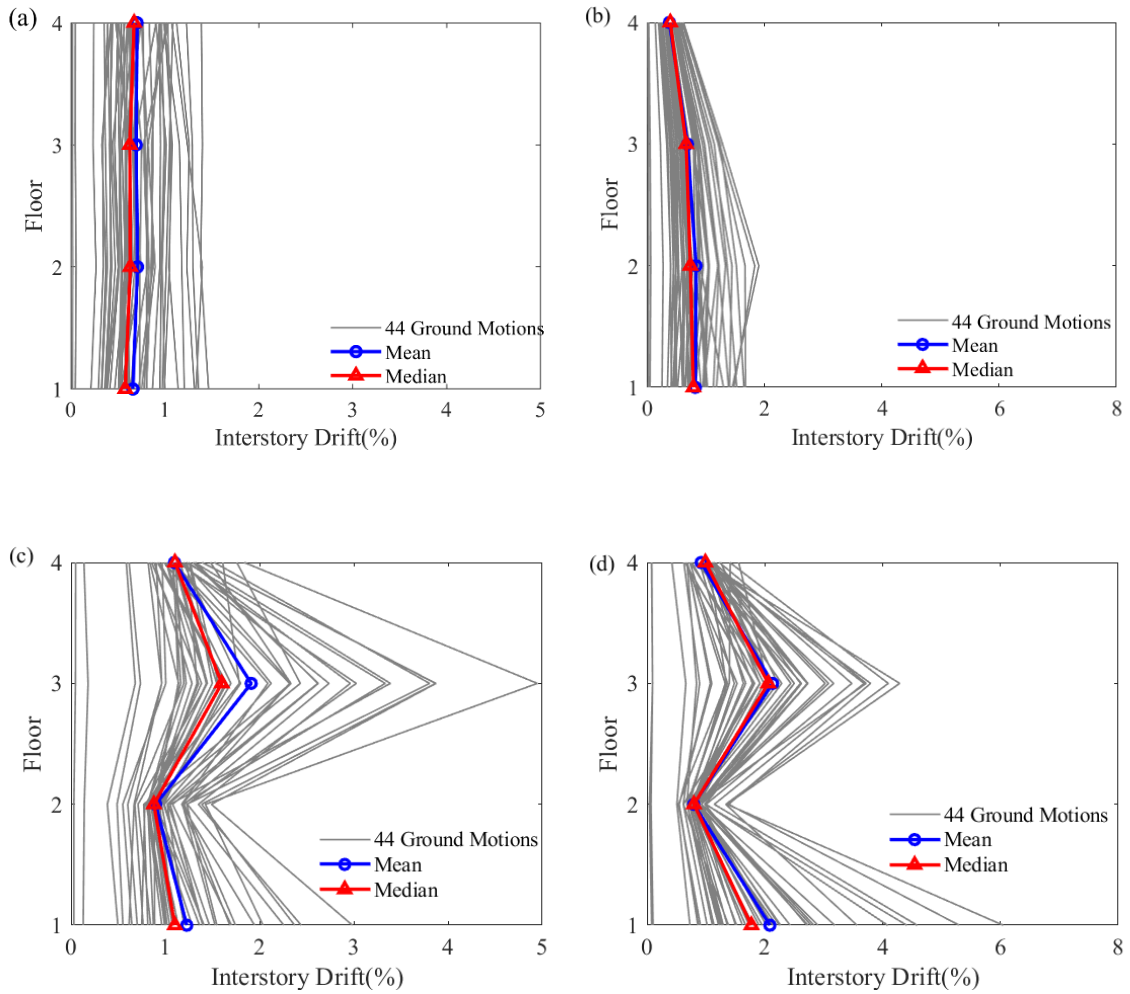 (a)
4
3
2
1
Floor
44 Ground Motions
Mean
Median
0 1 2 3 4 5
Interstory Drift(%)
(b)
4
3
2
1
Floor
44 Ground Motions
Mean
Median
0 2 4 6 8
Interstory Drift(%)
(c)
4
3
2
1
Floor
44 Ground Motions
Mean
Median
0 1 2 3 4 5
Interstory Drift(%)
(d)
4
3
2
1
Floor
44 Ground Motions
Mean
Median
0 2 4 6 8
Interstory Drift(%)